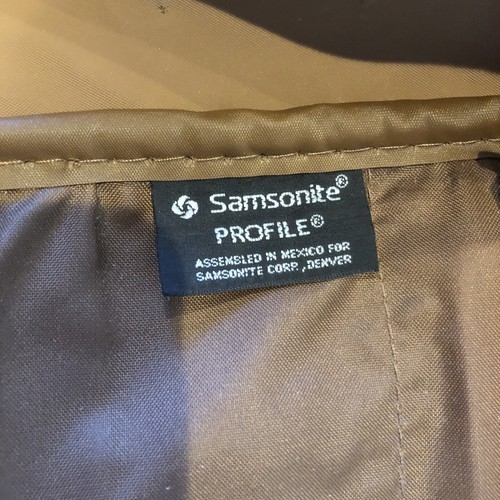 Samsonite®
PROFILE®
ASSEMBLED IN MEXICO FOR
SAMSONITE CORP., DENVER